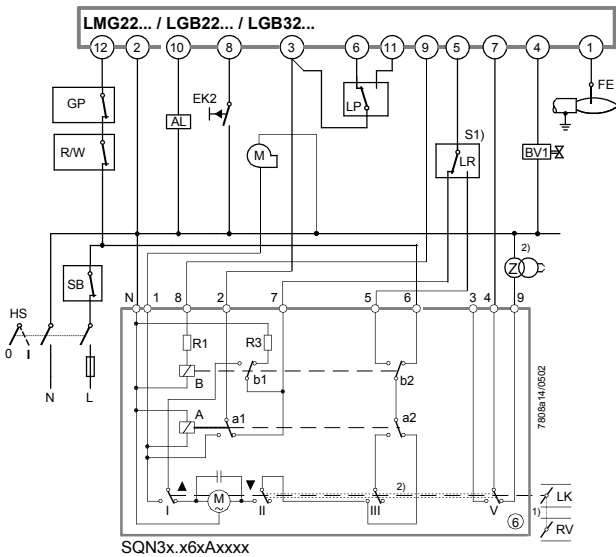 LMG22... / LGB22... / LGB32...
12 2 10 8 3 6 11 9 5 7 4 1
FE
GP
EK2
LP
AL
S1)
R/W
M
LR
BV1
2)
Z
SB
HS
N 1 8 2 7 5 6 3 4 9
0 I
R1 R3
B b1 b2
N L
A a1 a2
7808a14/0502
2)
M
~
I II III V
LK
1)
6
RV
SQN3x.x6xAxxxx